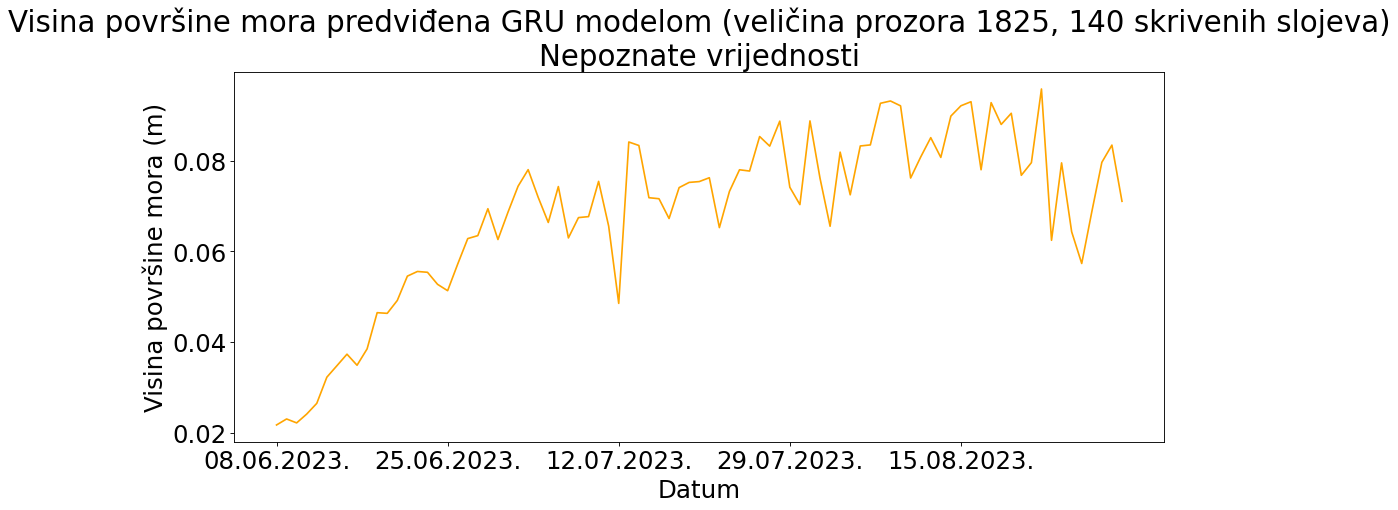 Visina površine mora predviđena GRU modelom (veličina prozora 1825, 140 skrivenih slojeva)
Nepoznate vrijednosti
Visina površine mora (m)
0.08
0.06
0.04
0.02
08.06.2023.
25.06.2023.
12.07.2023.
29.07.2023.
15.08.2023.
Datum